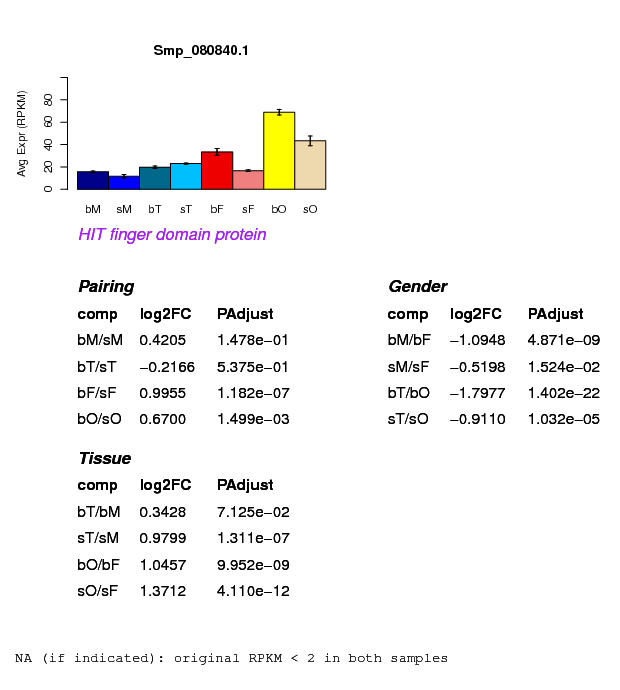 Smp_080840.1
Avg Expr (RPKM)
0 20 40 60 80
bM sM bT sT bF sF bO sO
HIT finger domain protein
Pairing
comp log2FC PAdjust
bM/sM 0.4205 1.478e−01
bT/sT −0.2166 5.375e−01
bF/sF 0.9955 1.182e−07
bO/sO 0.6700 1.499e−03
Gender
comp log2FC PAdjust
bM/bF −1.0948 4.871e−09
sM/sF −0.5198 1.524e−02
bT/bO −1.7977 1.402e−22
sT/sO −0.9110 1.032e−05
Tissue
comp log2FC PAdjust
bT/bM 0.3428 7.125e−02
sT/sM 0.9799 1.311e−07
bO/bF 1.0457 9.952e−09
sO/sF 1.3712 4.110e−12
NA (if indicated): original RPKM < 2 in both samples